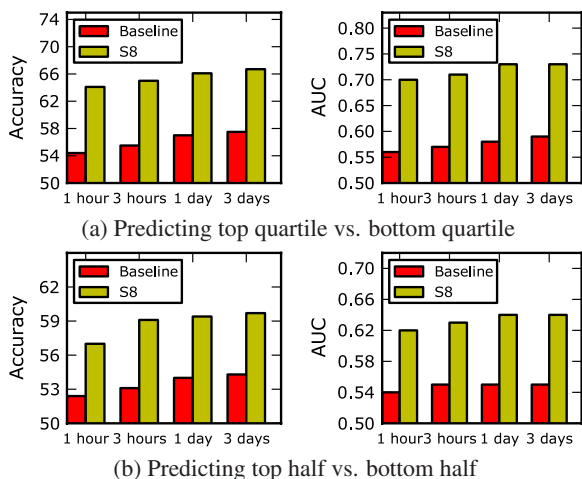 74
70
66
62
58
54
50
Accuracy
Baseline
S8
1 hour 3 hours 1 day 3 days
0.80
0.75
0.70
0.65
0.60
0.55
0.50
AUC
Baseline
S8
1 hour 3 hours 1 day 3 days
(a) Predicting top quartile vs. bottom quartile
62
59
56
53
50
Accuracy
Baseline
S8
1 hour 3 hours 1 day 3 days
0.70
0.66
0.62
0.58
0.54
0.50
AUC
Baseline
S8
1 hour 3 hours 1 day 3 days
(b) Predicting top half vs. bottom half